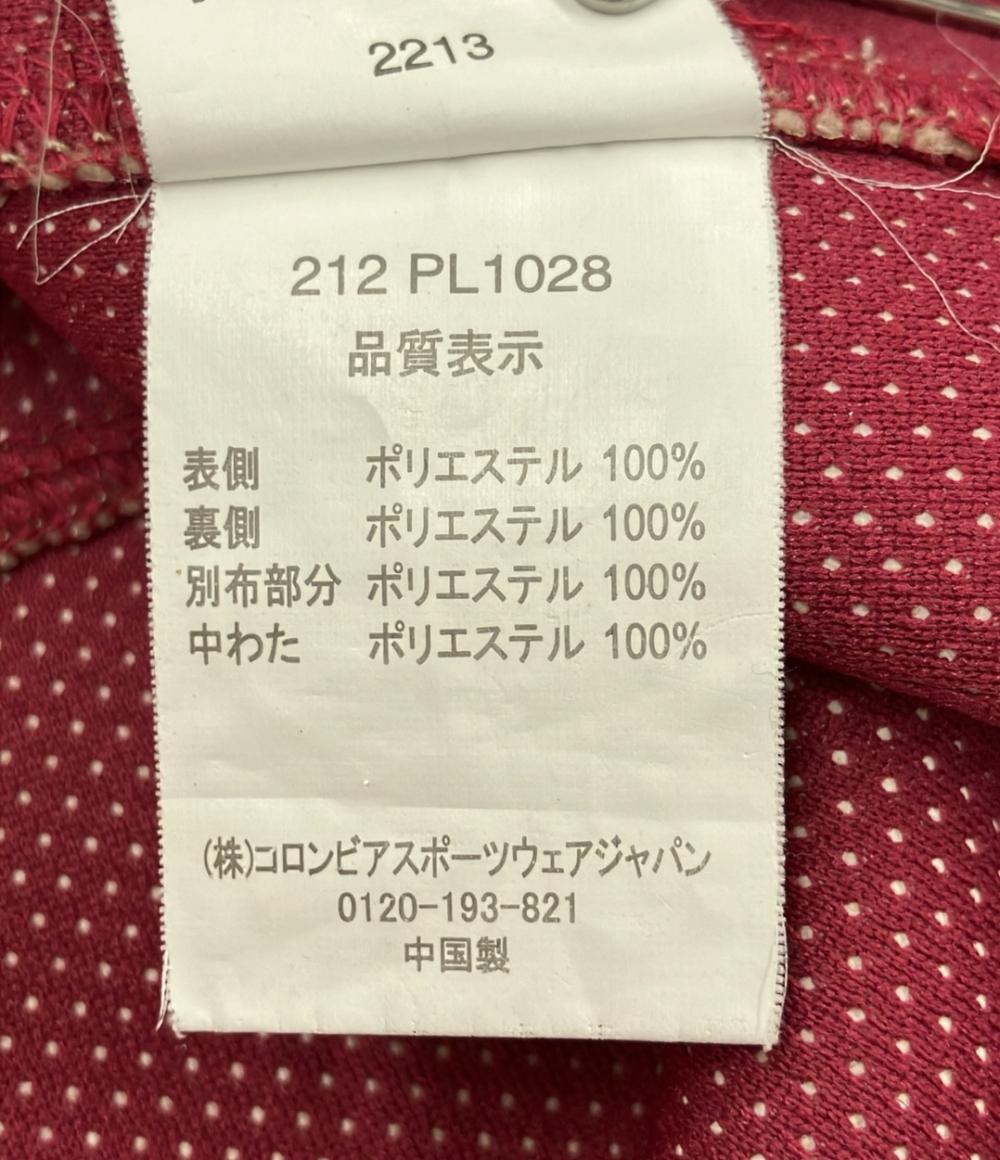 2213
212 PL1028
品質表示
表側 ポリエステル 100%
裏側 ポリエステル 100%
別布部分 ポリエステル 100%
中わた ポリエステル 100%
(株)コロンビアスポーツウェアジャパン
0120-193-821
中国製